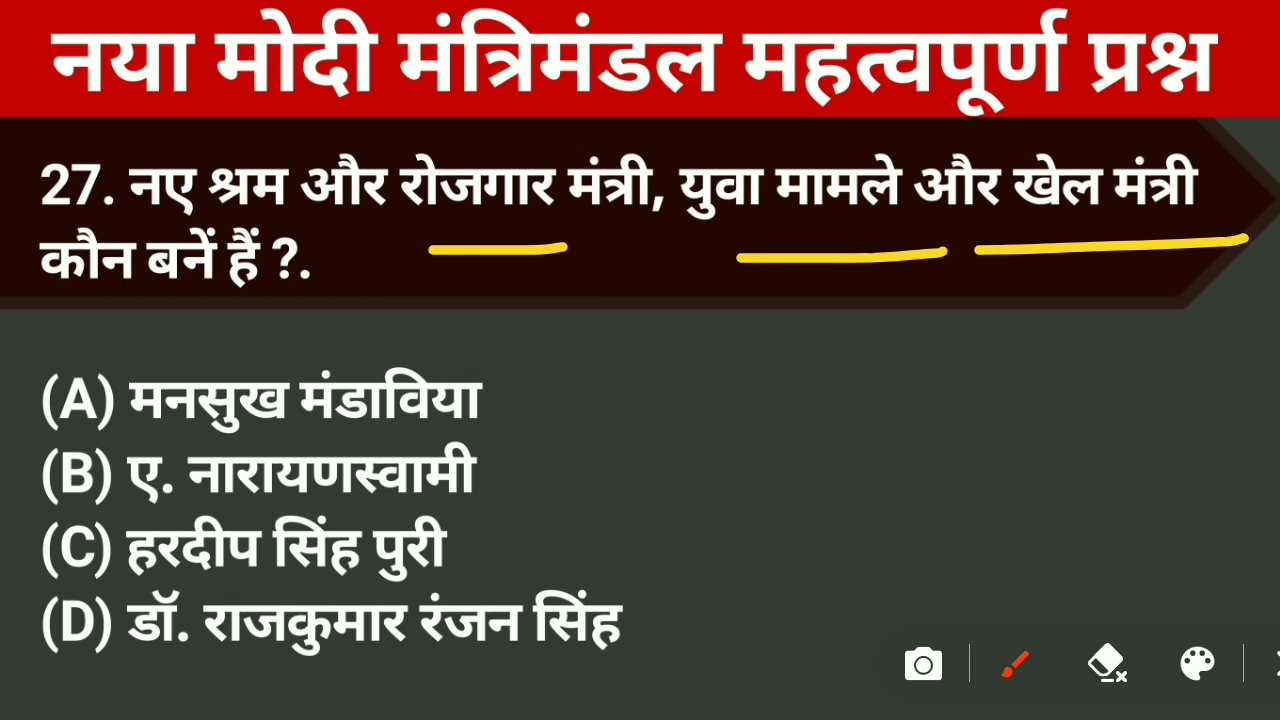 नया मोदी मंत्रिमंडल महत्वपूर्ण प्रश्न
27. नए श्रम और रोजगार मंत्री, युवा मामले और खेल मंत्री
कौन बनें हैं ?.
(A) मनसुख मंडाविया
(B) ए. नारायणस्वामी
(C) हरदीप सिंह पुरी
(D) डॉ. राजकुमार रंजन सिंह